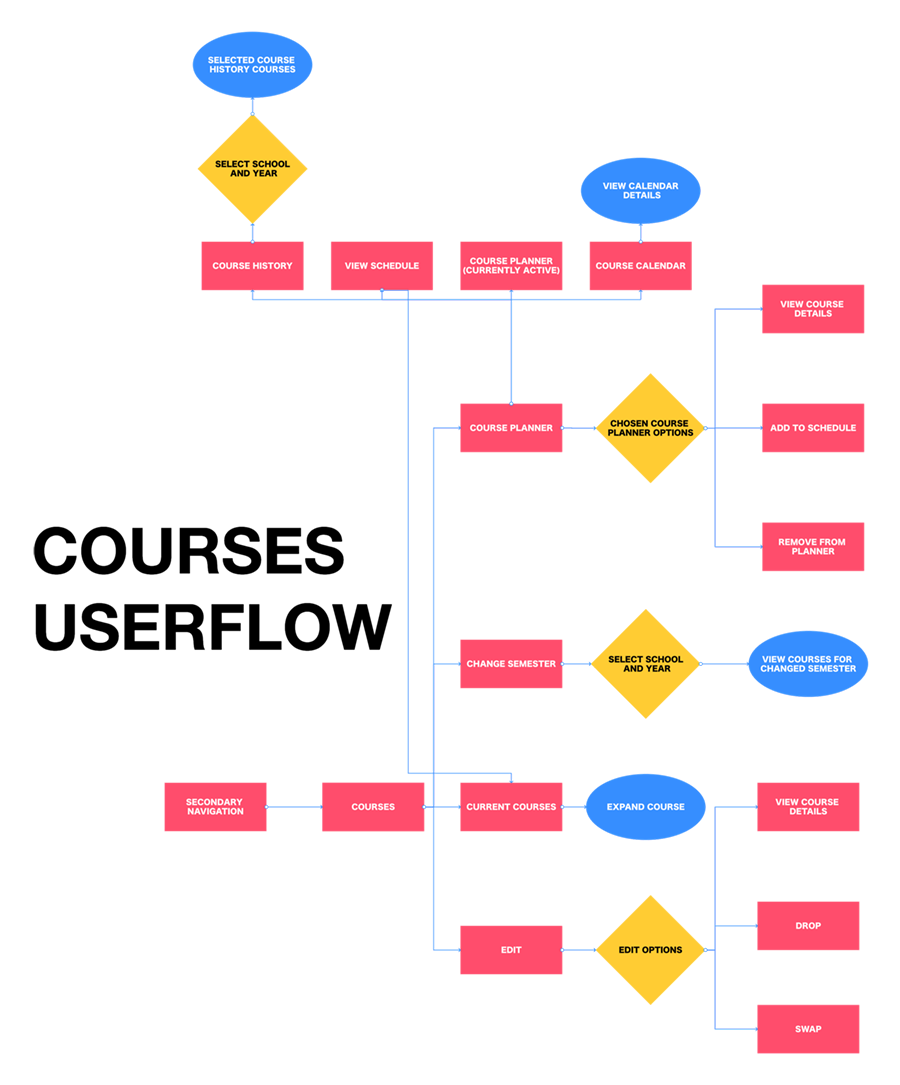 SELECTED COURSE
HISTORY COURSES
SELECT SCHOOL
AND YEAR
VIEW CALENDAR
DETAILS
COURSE HISTORY
VIEW SCHEDULE
COURSE PLANNER
(CURRENTLY ACTIVE)
COURSE CALENDAR
VIEW COURSE
DETAILS
COURSE PLANNER
CHOSEN COURSE
PLANNER OPTIONS
ADD TO SCHEDULE
REMOVE FROM
PLANNER
COURSES
USERFLOW
CHANGE SEMESTER
SELECT SCHOOL
AND YEAR
VIEW COURSES FOR
CHANGED SEMESTER
SECONDARY
NAVIGATION
COURSES
CURRENT COURSES
EXPAND COURSE
VIEW COURSE
DETAILS
EDIT
EDIT OPTIONS
DROP
SWAP